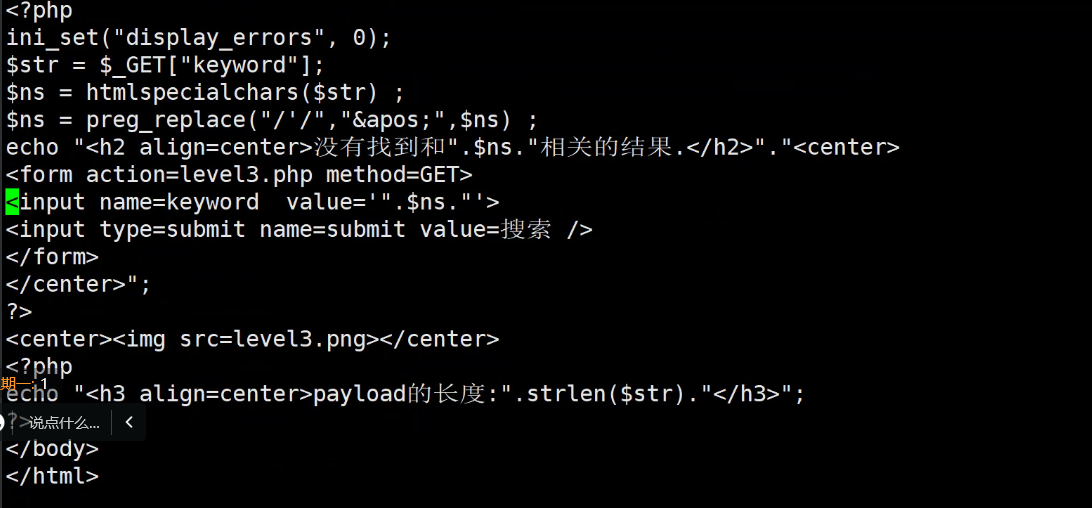 <?php
ini_set("display_errors", 0);
$str = $_GET["keyword"];
$ns = htmlspecialchars($str) ;
$ns = preg_replace("/'/","&apos;",$ns) ;
echo "<h2 align=center>没有找到和".$ns."相关的结果.</h2>"."<center>
<form action=level3.php method=GET>
<input name=keyword  value='".$ns."'>
<input type=submit name=submit value=搜索 />
</form>
</center>";
?>
<center><img src=level3.png></center>
<?php
期一: 1
echo "<h3 align=center>payload的长度:".strlen($str)."</h3>";
?>
说点什么...
</body>
</html>